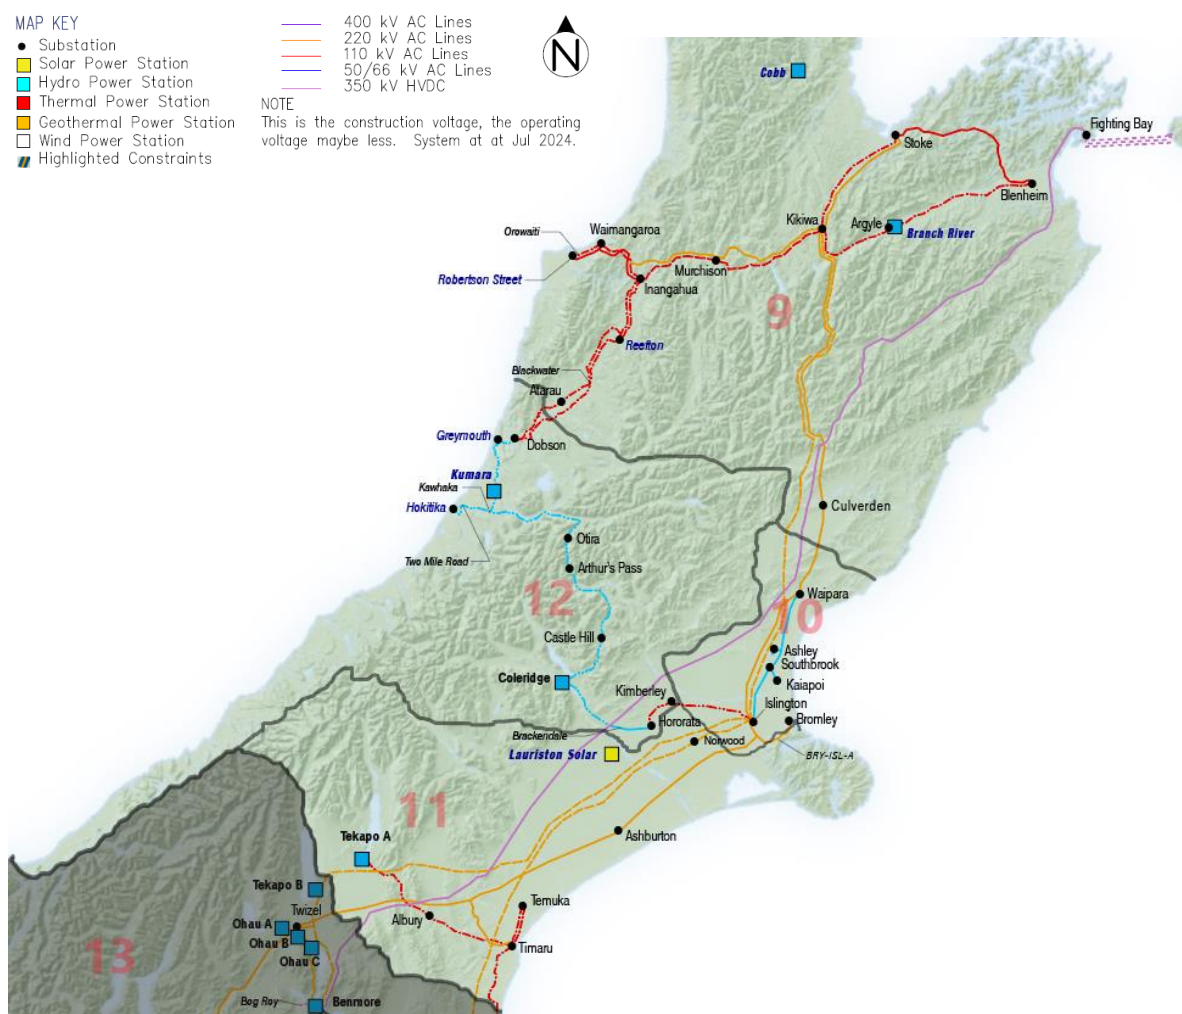 MAP KEY
Substation
Solar Power Station
Hydro Power Station
Thermal Power Station
Geothermal Power Station
Wind Power Station
Highlighted Constraints
400 kV AC Lines
220 kV AC Lines
110 kV AC Lines
50/66 kV AC Lines
350 kV HVDC
NOTE
This is the construction voltage, the operating
voltage maybe less. System at at Jul 2024.
N
Cobb
Fighting Bay
Stoke
Blenheim
Kikiwa
Argyle
Branch River
Waimangaroa
Orowaiti
Robertson Street
Murchison
Inangahua
9
Reefton
Blackwater
Atarau
Greymouth
Dobson
Kumara
Kawhaka
Hokitika
Culverden
Otira
Two Mile Road
Arthur's Pass
12
Waipara
10
Castle Hill
Ashley
Southbrook
Coleridge
Kaiapoi
Kimberley
Islington
Hororata
Bromley
Brackendale
Norwood
Lauriston Solar
BRY-ISL-A
11
Tekapo A
Ashburton
Tekapo B
Temuka
Twizel
Albury
Ohau A
Ohau B
Timaru
13
Ohau C
Bog Roy
Benmore